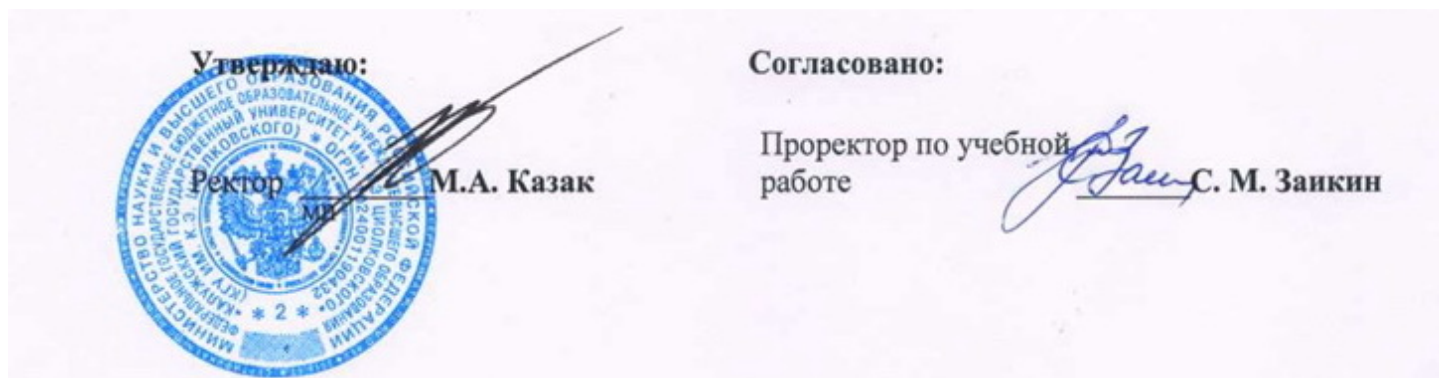 Утверждаю:
Ректор М.А. Казак
МП
Согласовано:
Проректор по учебной
работе С. М. Заикин
МИНИСТЕРСТВО НАУКИ И ВЫСШЕГО ОБРАЗОВАНИЯ РОССИЙСКОЙ ФЕДЕРАЦИИ
ФЕДЕРАЛЬНОЕ ГОСУДАРСТВЕННОЕ БЮДЖЕТНОЕ ОБРАЗОВАТЕЛЬНОЕ УЧРЕЖДЕНИЕ ВЫСШЕГО ОБРАЗОВАНИЯ
КАЛУЖСКИЙ ГОСУДАРСТВЕННЫЙ УНИВЕРСИТЕТ ИМ. ЦИОЛКОВСКОГО
(КГУ ИМ. К.Э. ЦИОЛКОВСКОГО) * ОГРН
* 2 *